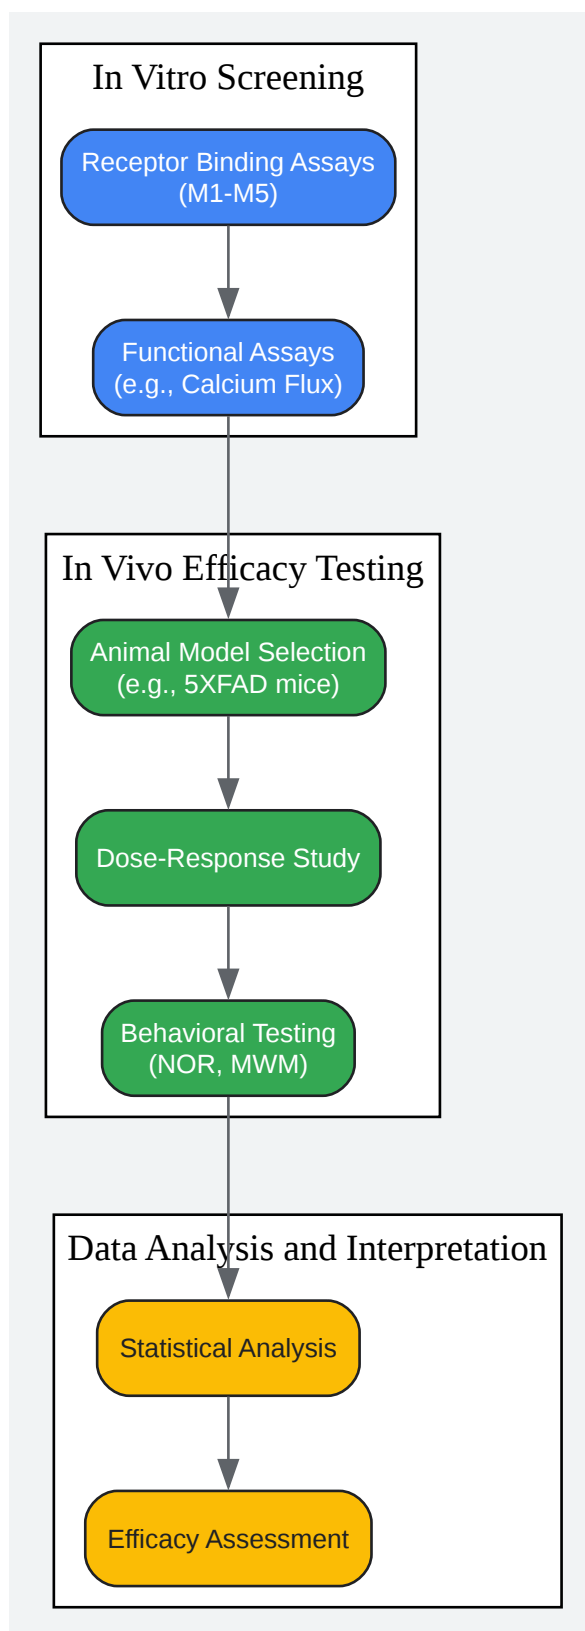 In Vitro Screening
Receptor Binding Assays
(M1-M5)
Functional Assays
(e.g., Calcium Flux)
In Vivo Efficacy Testing
Animal Model Selection
(e.g., 5XFAD mice)
Dose-Response Study
Behavioral Testing
(NOR, MWM)
Data Analysis and Interpretation
Statistical Analysis
Efficacy Assessment